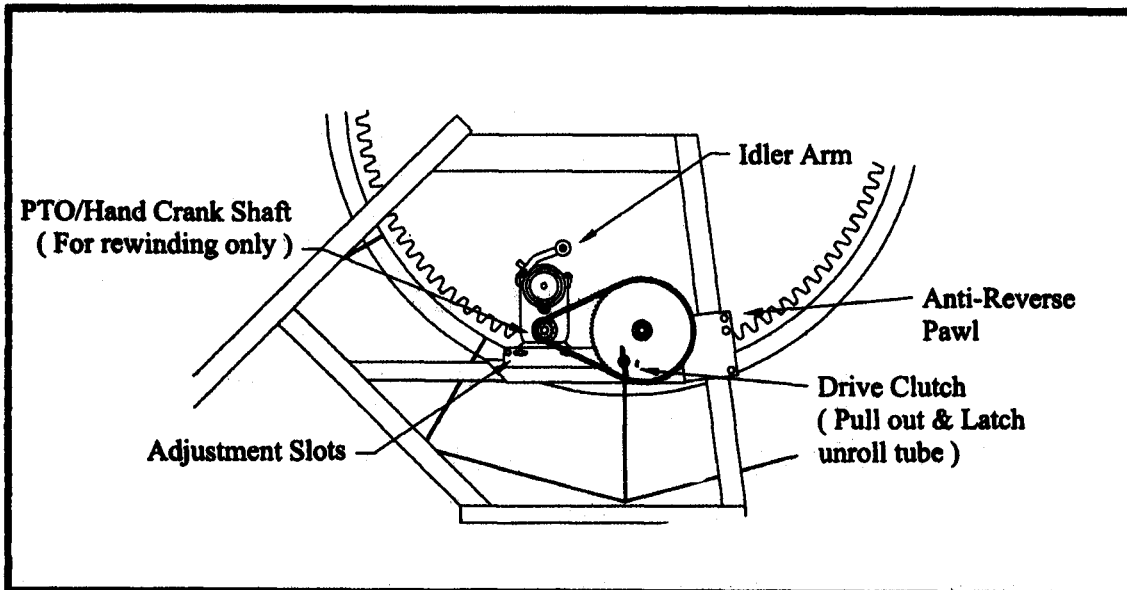 Idler Arm
PTO/Hand Crank Shaft
( For rewinding only )
Anti-Reverse
Pawl
Drive Clutch
( Pull out & Latch
unroll tube )
Adjustment Slots